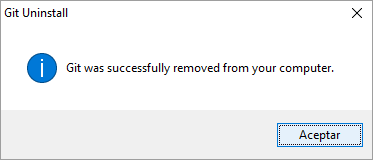 Git Uninstall
Git was successfully removed from your computer.
Aceptar